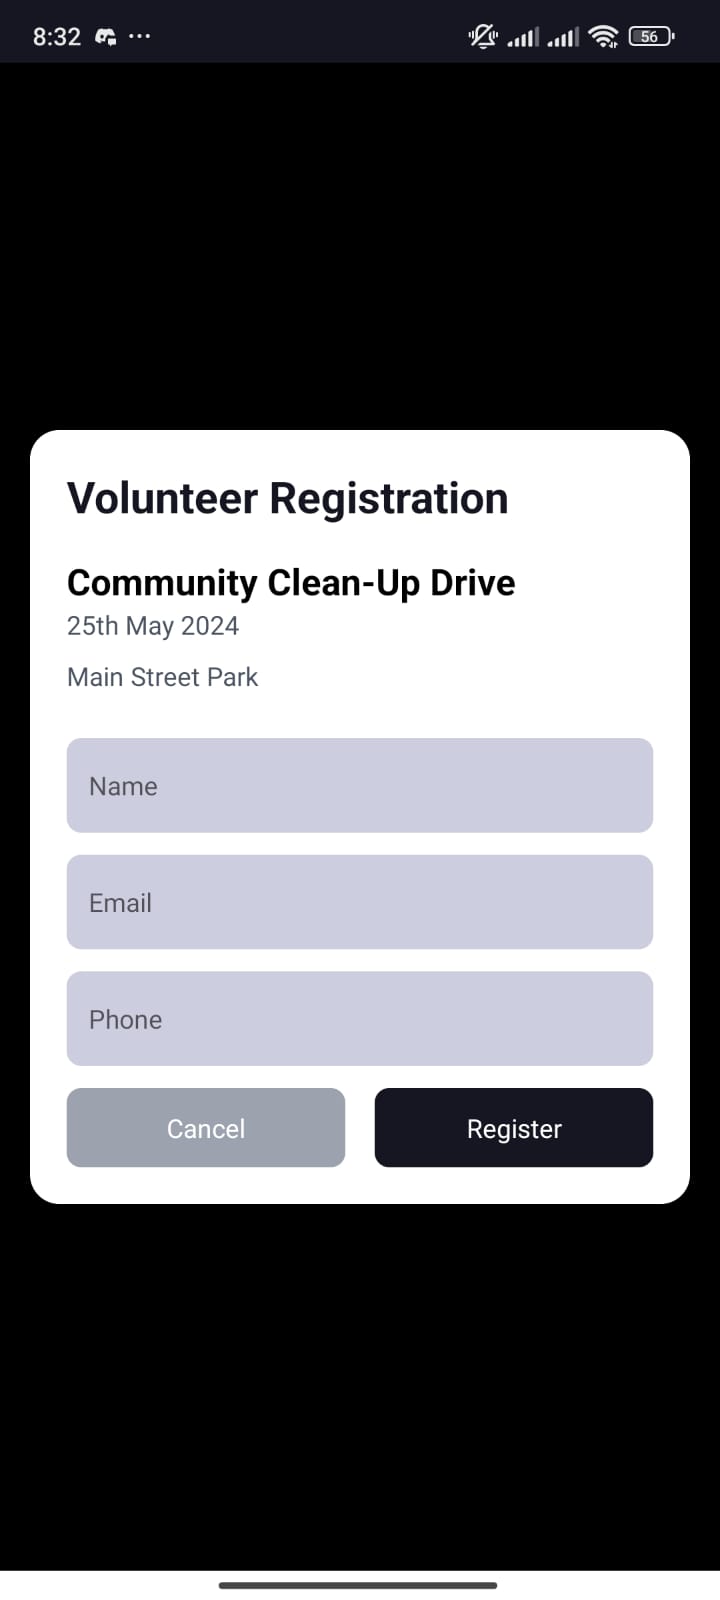 8:32
56
Volunteer Registration
Community Clean-Up Drive
25th May 2024
Main Street Park
Name
Email
Phone
Cancel
Register